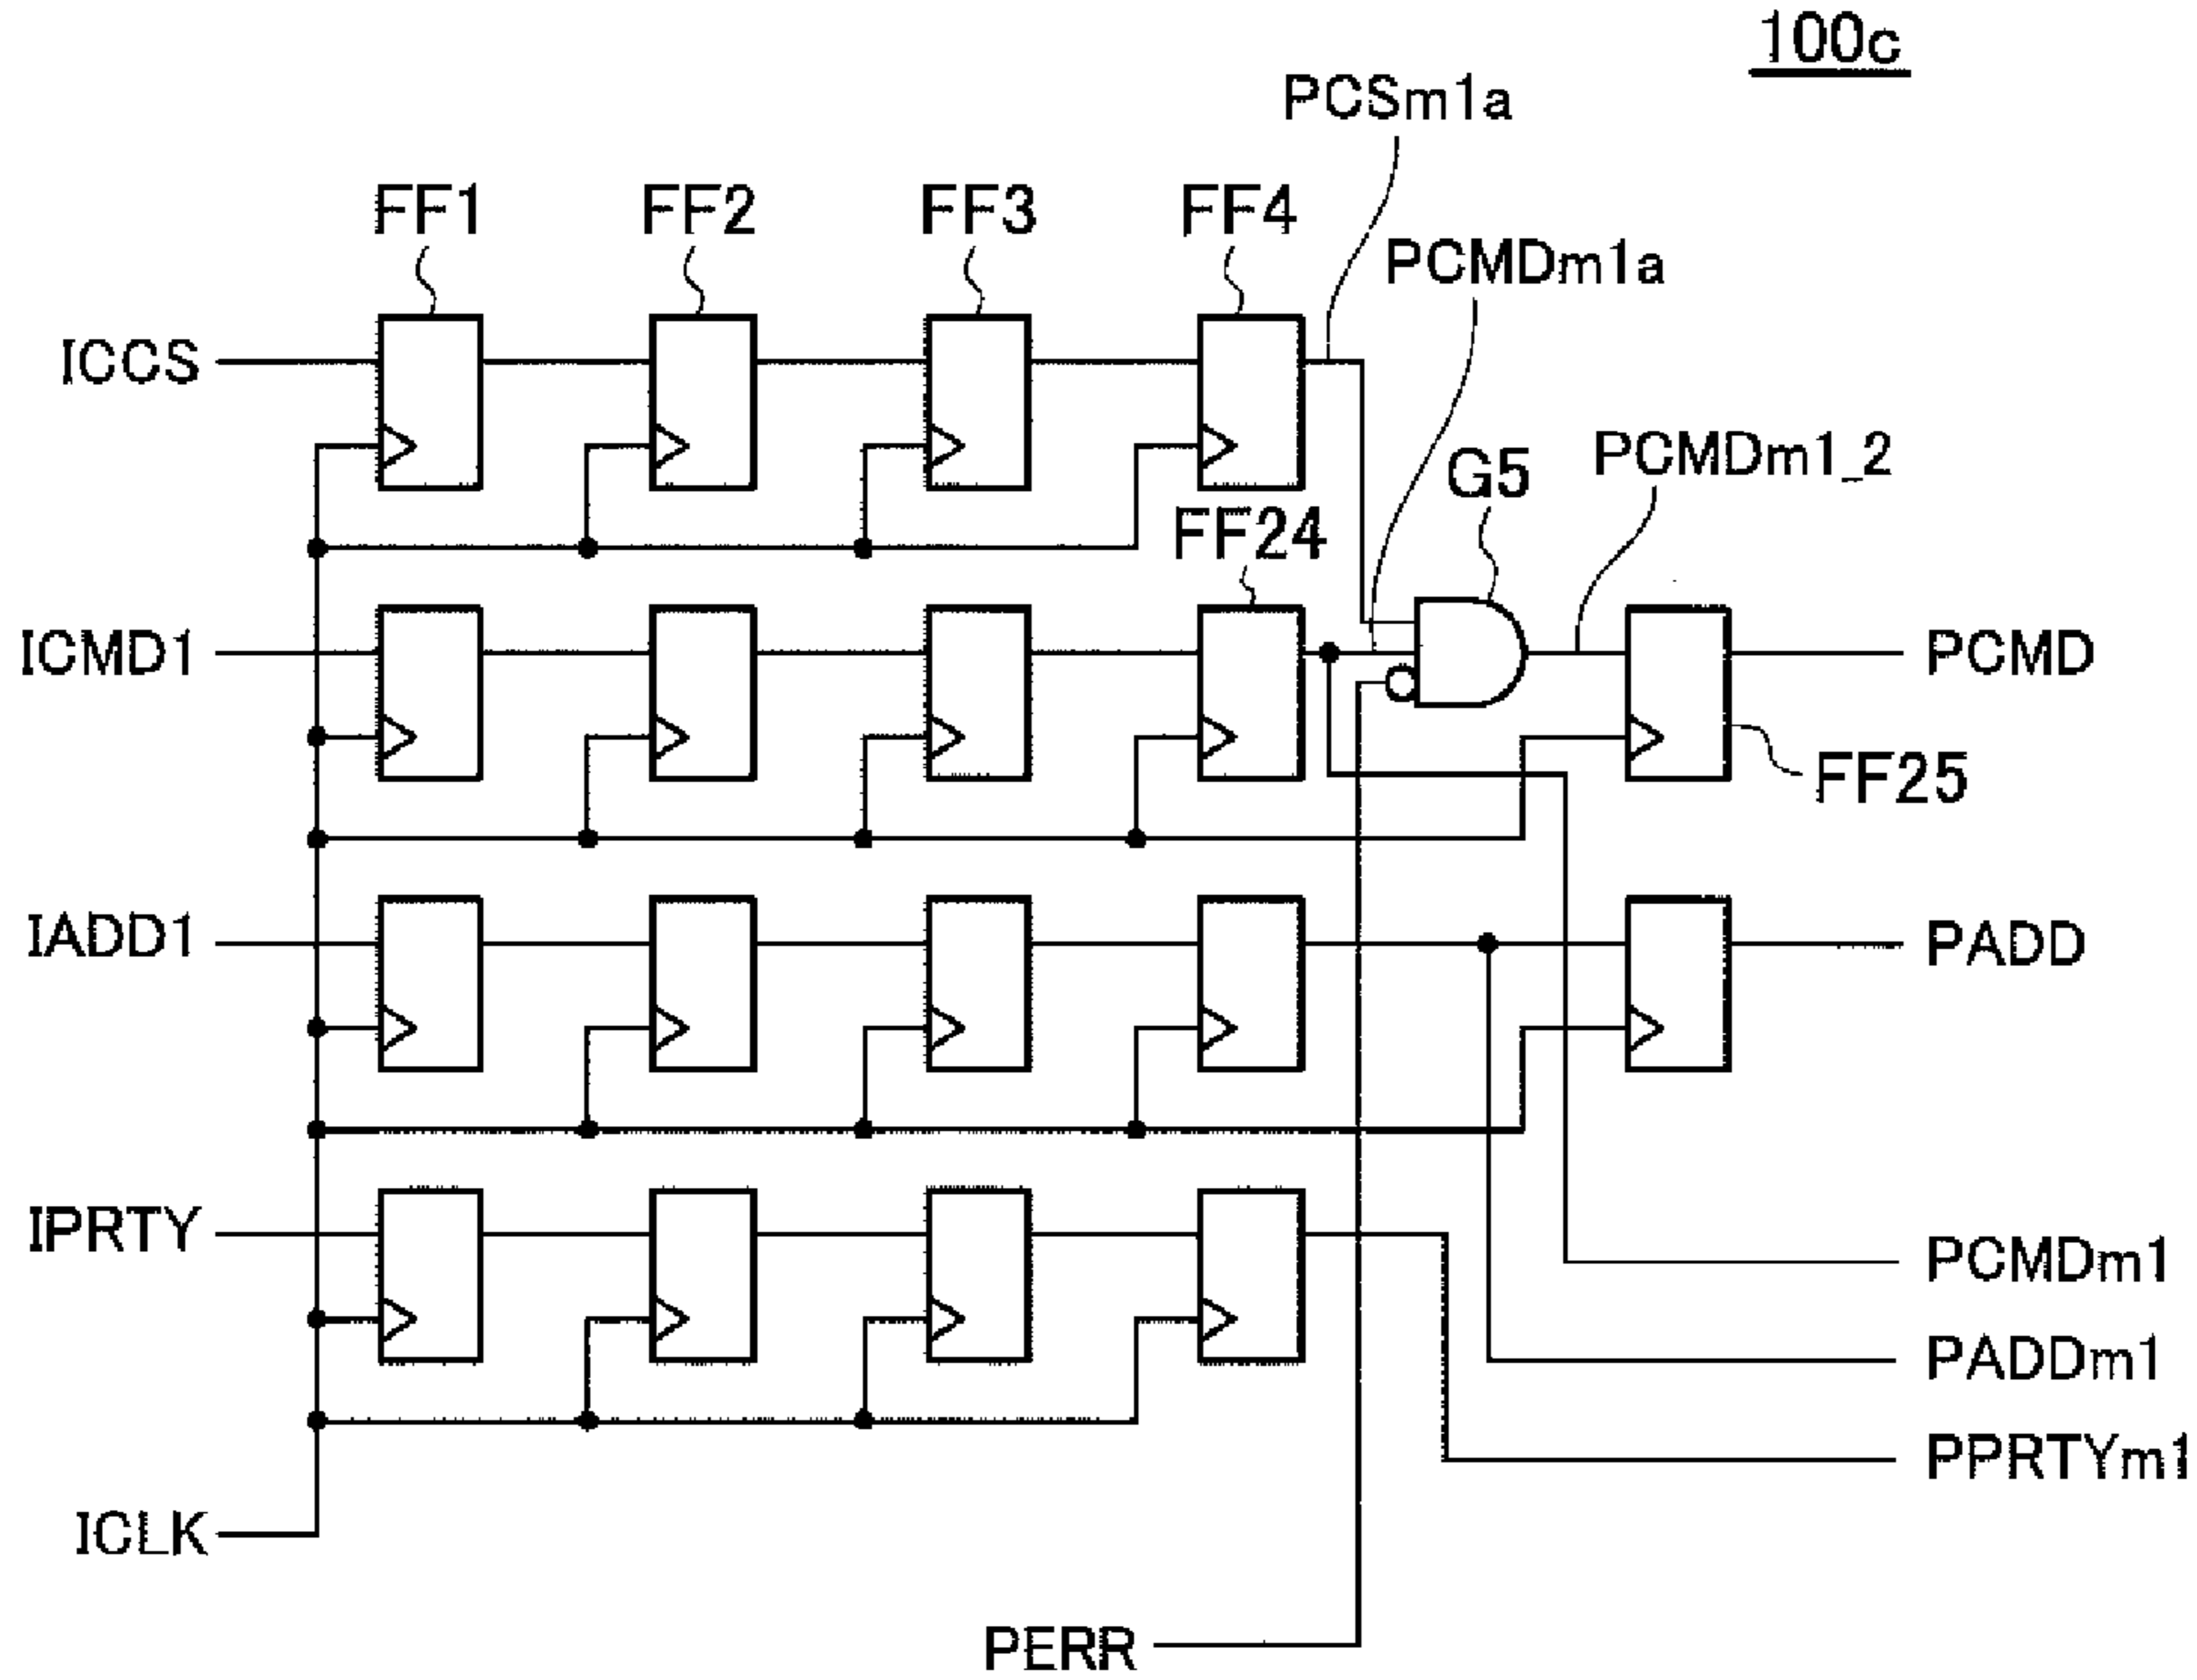 100c
PCSm1a
FF1
FF2
FF3
FF4
PCMDm1a
ICCS
PCMDm1_2
G5
FF24
ICMD1
PCMD
FF25
IADD1
PADD
IPRTY
PCMDm1
PADDm1
PPRTYm1
ICLK
PERR